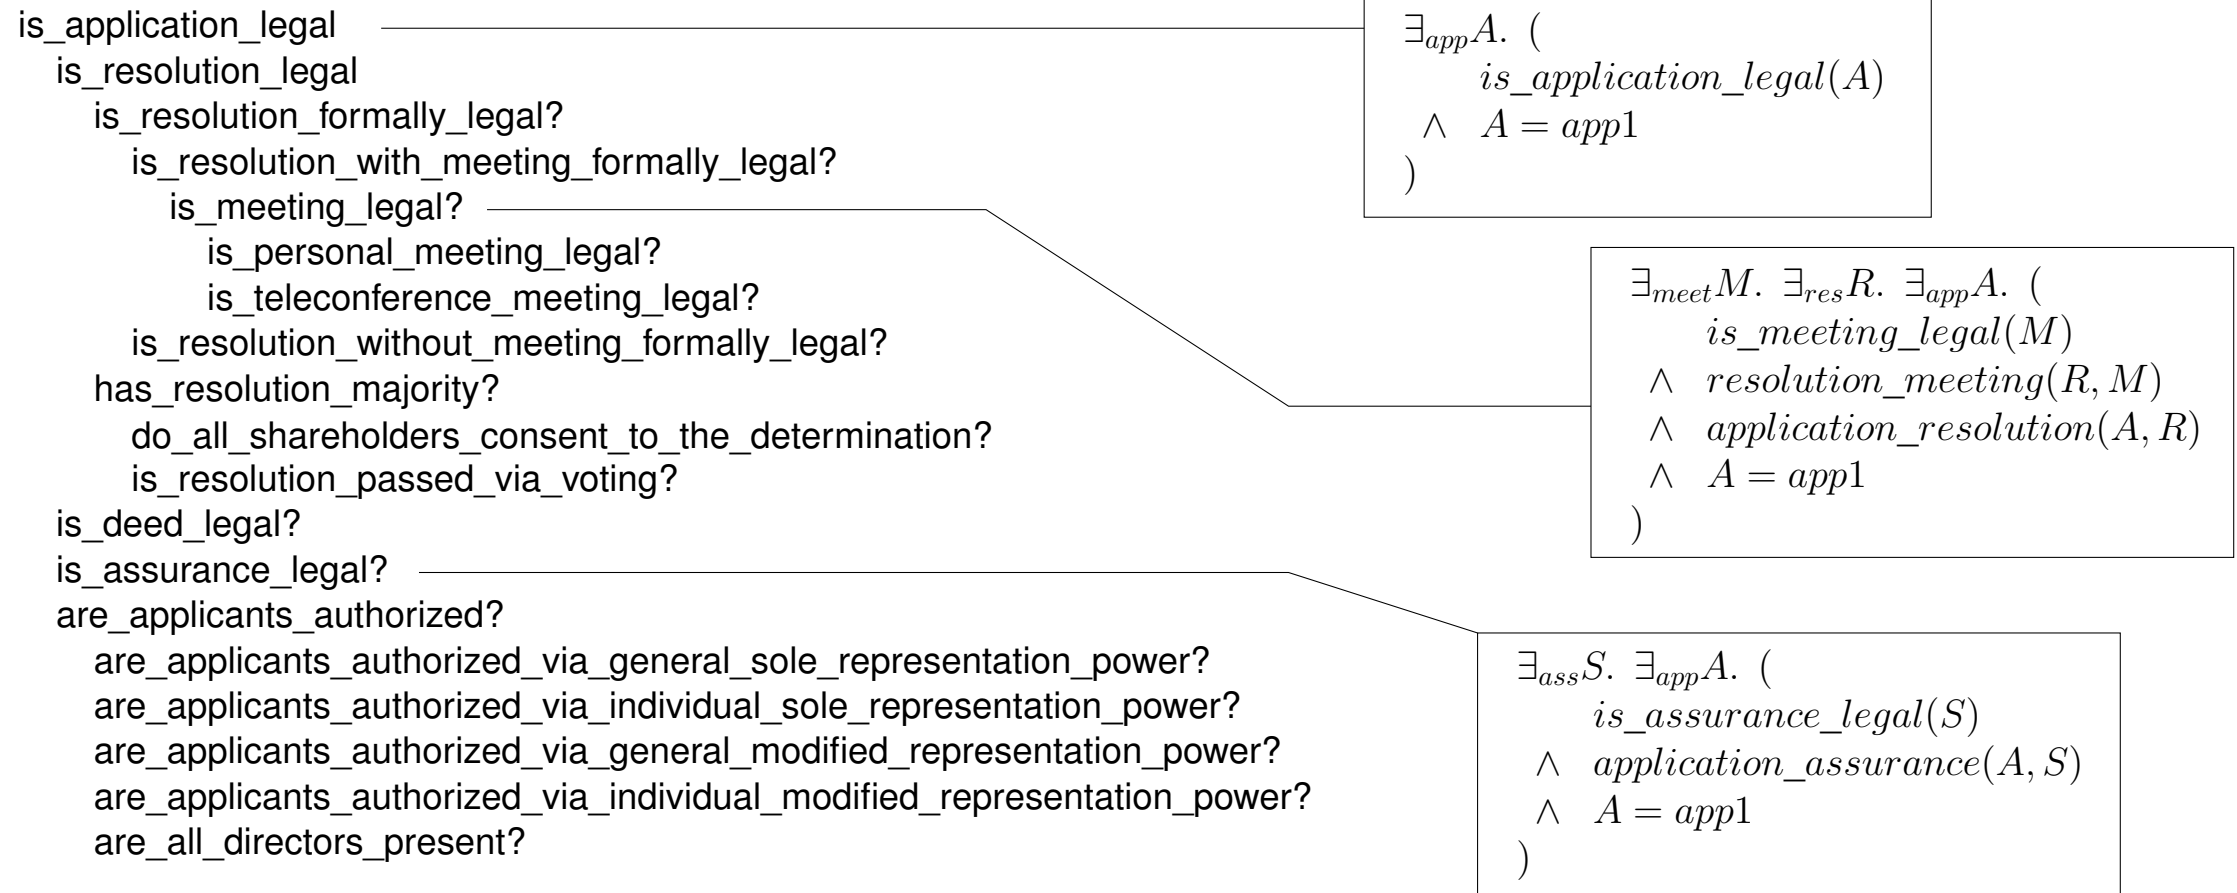 is_application_legal
is_resolution_legal
is_resolution_formally_legal?
is_resolution_with_meeting_formally_legal?
is_meeting_legal?
is_personal_meeting_legal?
is_teleconference_meeting_legal?
is_resolution_without_meeting_formally_legal?
has_resolution_majority?
do_all_shareholders_consent_to_the_determination?
is_resolution_passed_via_voting?
is_deed_legal?
is_assurance_legal?
are_applicants_authorized?
are_applicants_authorized_via_general_sole_representation_power?
are_applicants_authorized_via_individual_sole_representation_power?
are_applicants_authorized_via_general_modified_representation_power?
are_applicants_authorized_via_individual_modified_representation_power?
are_all_directors_present?
∃appA. (
is_application_legal(A)
∧ A = app1
)
∃meetM. ∃resR. ∃appA. (
is_meeting_legal(M)
∧ resolution_meeting(R, M)
∧ application_resolution(A, R)
∧ A = app1
)
∃assS. ∃appA. (
is_assurance_legal(S)
∧ application_assurance(A, S)
∧ A = app1
)